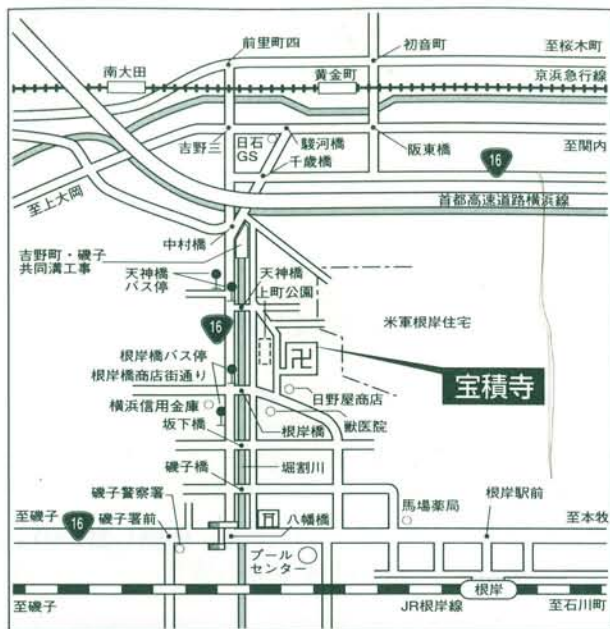 前里町四
初音町
至桜木町
南大田
黄金町
京浜急行線
吉野三
日石
GS
駿河橋
千歳橋
阪東橋
至関内
16
至上大岡
首都高速道路横浜線
中村橋
吉野町・磯子
共同溝工事
天神橋
バス停
天神橋
上町公園
米軍根岸住宅
16
根岸橋バス停
根岸橋商店街通り
卍
宝積寺
日野屋商店
横浜信用金庫
獣医院
坂下橋
根岸橋
磯子橋
堀割川
磯子警察署
馬場薬局
根岸駅前
至磯子
16
磯子署前
八幡橋
至本牧
プール
センター
根岸
至磯子
JR根岸線
至石川町